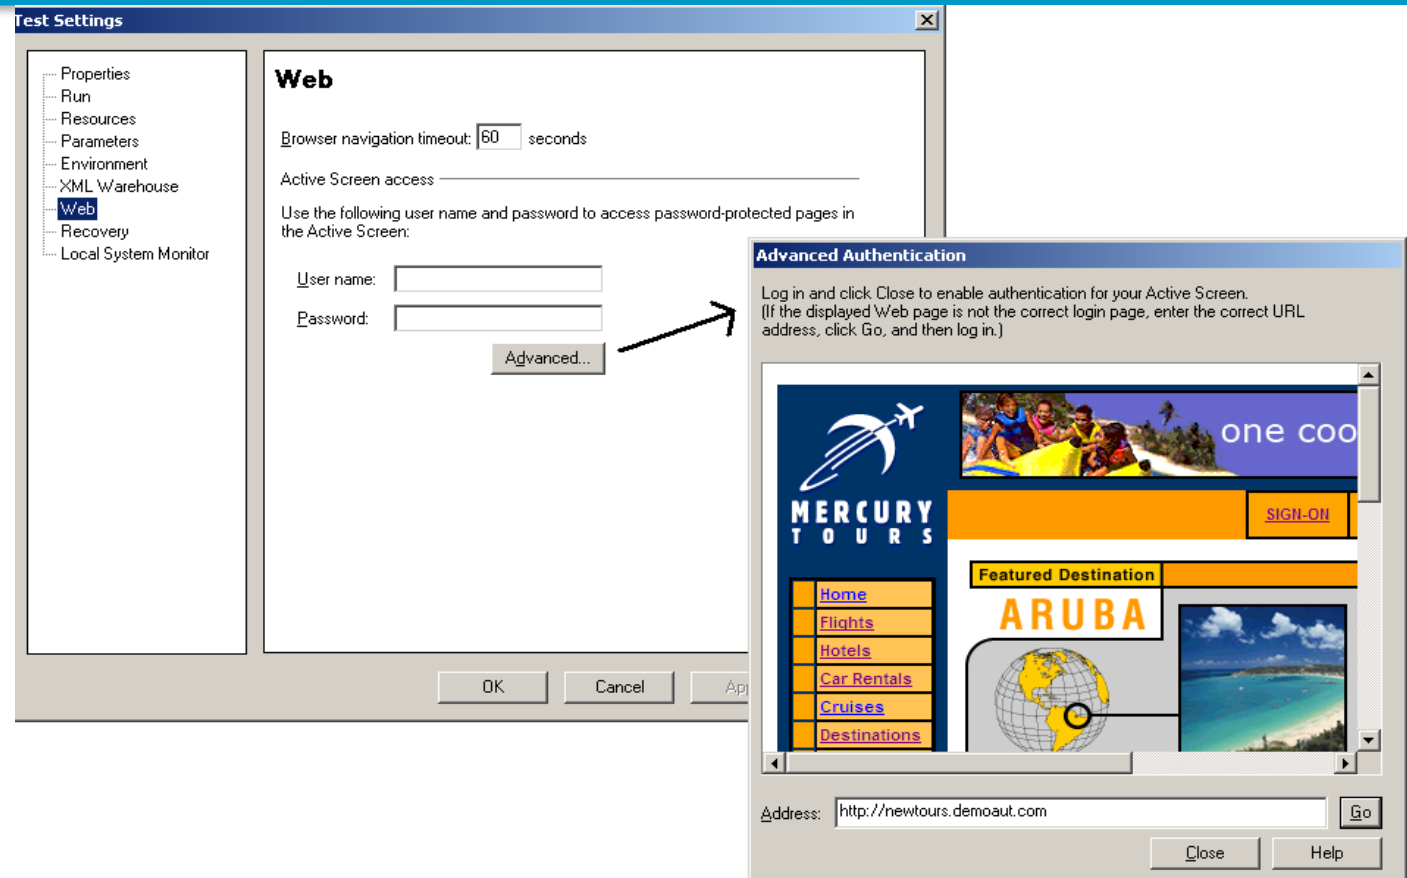 Test Settings
Properties
Run
Resources
Parameters
Environment
XML Warehouse
Web
Recovery
Local System Monitor
Web
Browser navigation timeout: 60 seconds
Active Screen access
Use the following user name and password to access password-protected pages in
the Active Screen:
User name:
Password:
Advanced...
OK
Cancel
Ap
Advanced Authentication
Log in and click Close to enable authentication for your Active Screen.
(If the displayed Web page is not the correct login page, enter the correct URL
address, click Go, and then log in.)
one coo
MERCURY
TOURS
SIGN-ON
Featured Destination
ARUBA
Home
Flights
Hotels
Car Rentals
Cruises
Destinations
Address: http://newtours.demoaut.com
Go
Close
Help